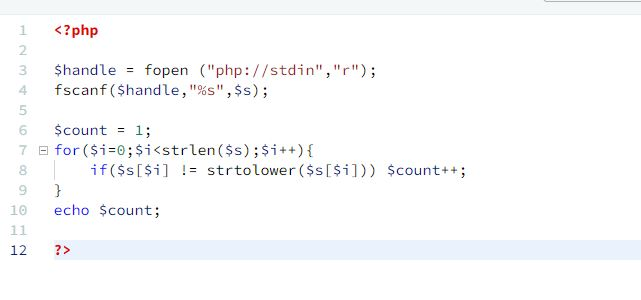 1 <?php
2
3 $handle = fopen ("php://stdin","r");
4 fscanf($handle,"%s",$s);
5
6 $count = 1;
7 for($i=0;$i<strlen($s);$i++){
8     if($s[$i] != strtolower($s[$i])) $count++;
9 }
10 echo $count;
11
12 ?>